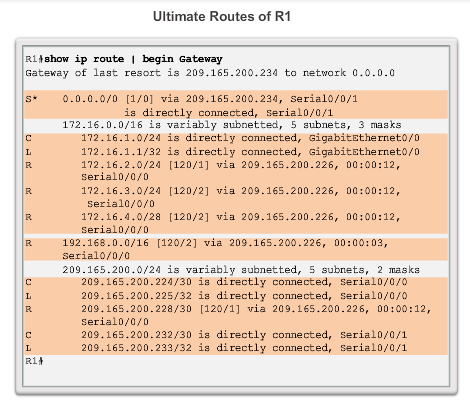 Ultimate Routes of R1
R1#show ip route | begin Gateway
Gateway of last resort is 209.165.200.234 to network 0.0.0.0
S* 0.0.0.0/0 [1/0] via 209.165.200.234, Serial0/0/1
is directly connected, Serial0/0/1
172.16.0.0/16 is variably subnetted, 5 subnets, 3 masks
C 172.16.1.0/24 is directly connected, GigabitEthernet0/0
L 172.16.1.1/32 is directly connected, GigabitEthernet0/0
R 172.16.2.0/24 [120/1] via 209.165.200.226, 00:00:12,
Serial0/0/0
R 172.16.3.0/24 [120/2] via 209.165.200.226, 00:00:12,
Serial0/0/0
R 172.16.4.0/28 [120/2] via 209.165.200.226, 00:00:12,
Serial0/0/0
R 192.168.0.0/16 [120/2] via 209.165.200.226, 00:00:03,
Serial0/0/0
209.165.200.0/24 is variably subnetted, 5 subnets, 2 masks
C 209.165.200.224/30 is directly connected, Serial0/0/0
L 209.165.200.225/32 is directly connected, Serial0/0/0
R 209.165.200.228/30 [120/1] via 209.165.200.226, 00:00:12,
Serial0/0/0
C 209.165.200.232/30 is directly connected, Serial0/0/1
L 209.165.200.233/32 is directly connected, Serial0/0/1
R1#